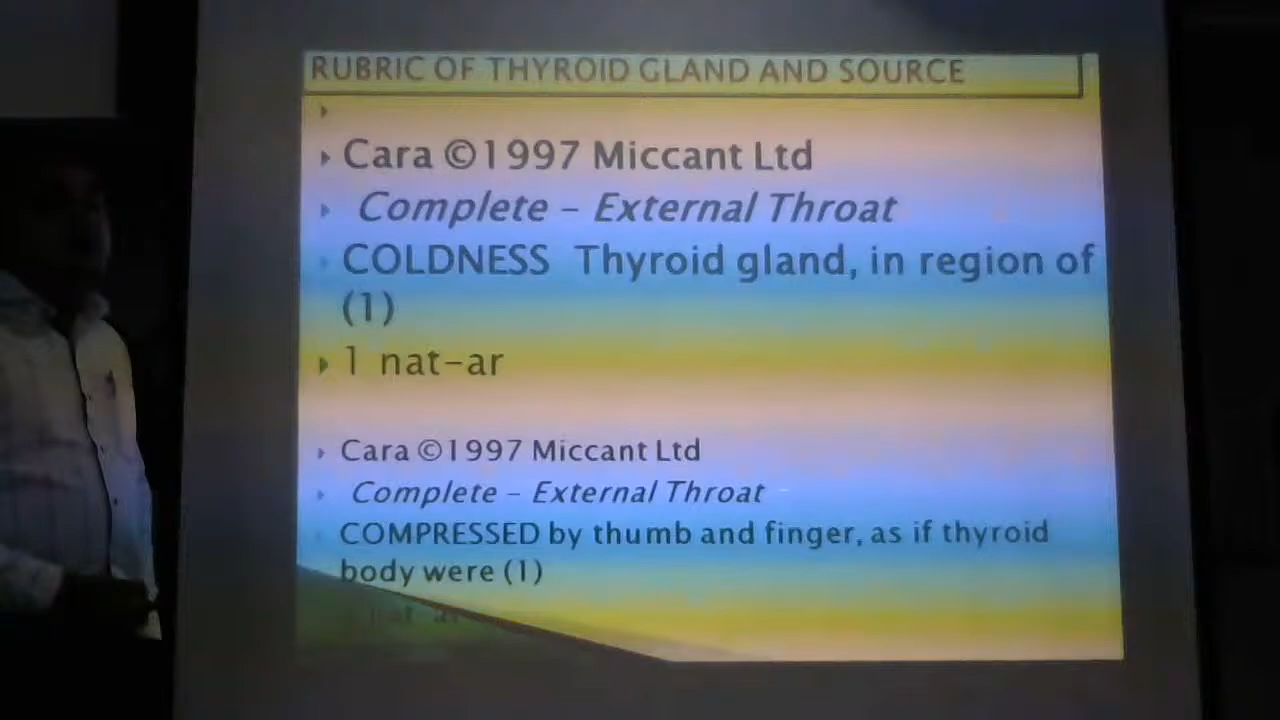 RUBRIC OF THYROID GLAND AND SOURCE
Cara ©1997 Miccant Ltd
Complete – External Throat
COLDNESS Thyroid gland, in region of
(1)
1 nat-ar
Cara ©1997 Miccant Ltd
Complete – External Throat
COMPRESSED by thumb and finger, as if thyroid
body were (1)